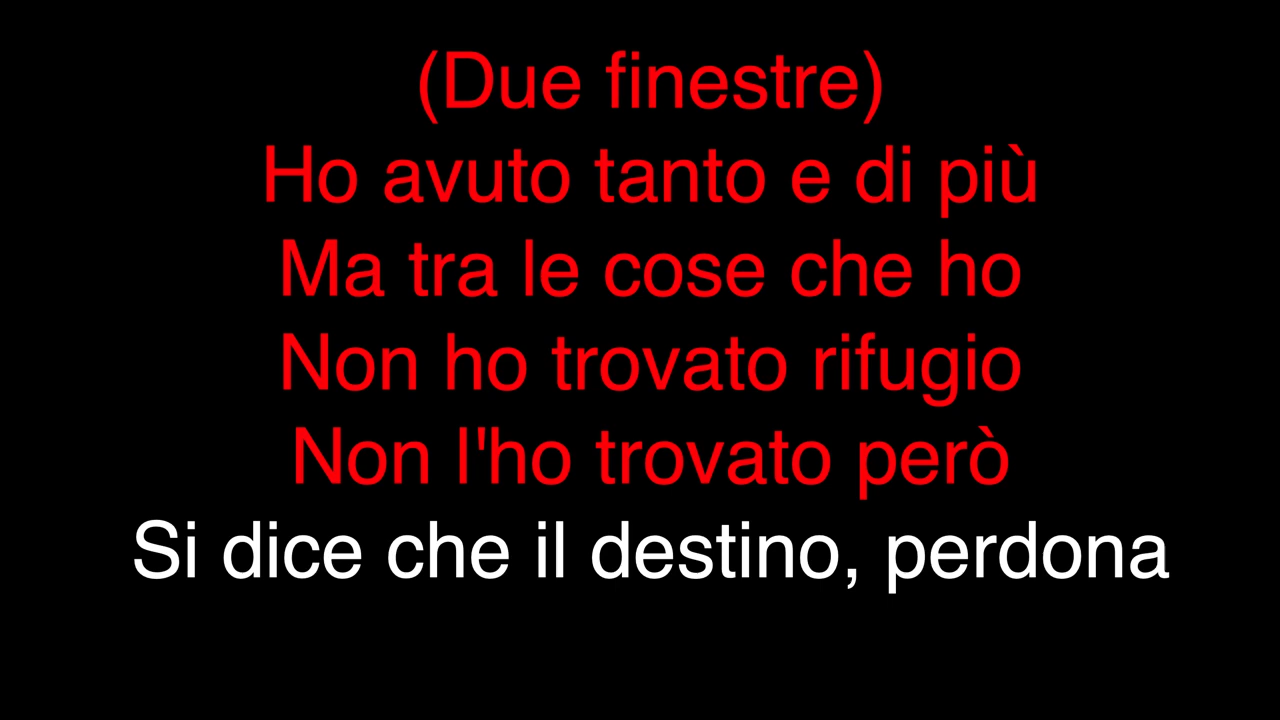 (Due finestre)
Ho avuto tanto e di più
Ma tra le cose che ho
Non ho trovato rifugio
Non l'ho trovato però
Si dice che il destino, perdona